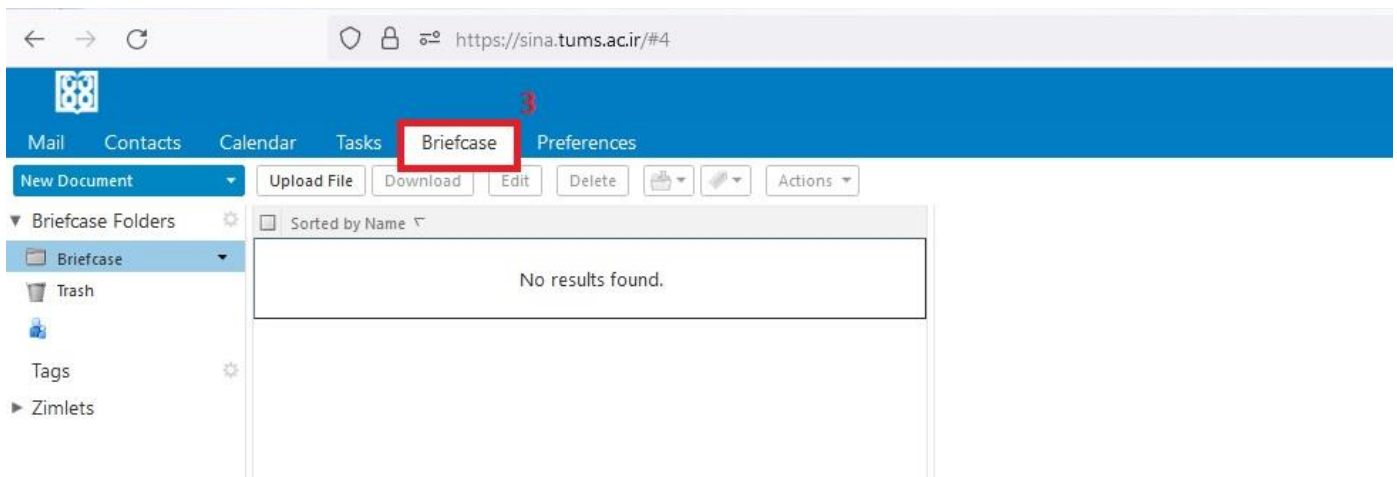 https://sina.tums.ac.ir/#4
3
Mail Contacts Calendar Tasks Briefcase Preferences
New Document Upload File Download Edit Delete Actions
Briefcase Folders Sorted by Name
Briefcase No results found.
Trash
Tags
Zimlets